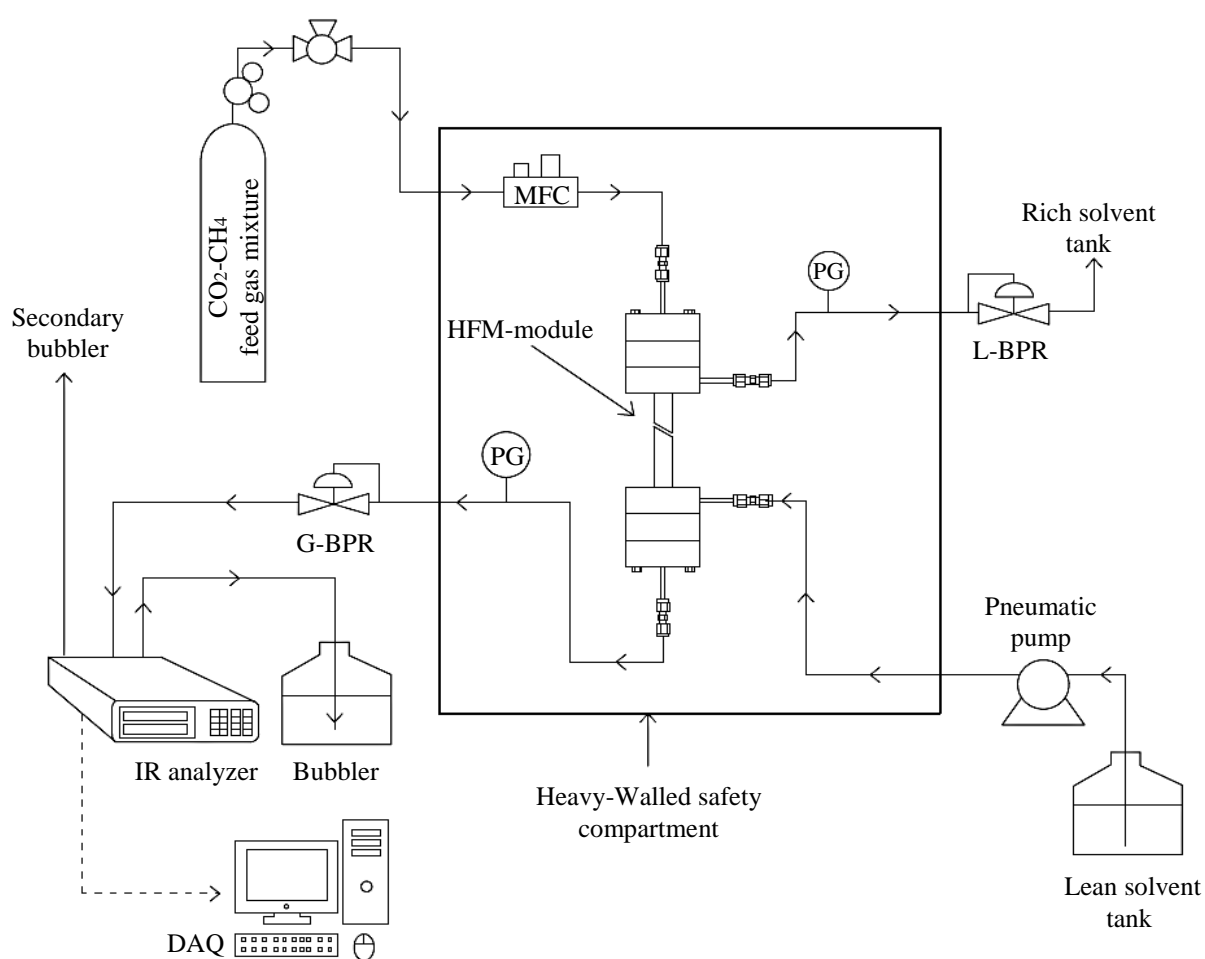 CO2-CH4
feed gas mixture
MFC
Rich solvent
tank
PG
L-BPR
HFM-module
Secondary
bubbler
PG
G-BPR
Pneumatic
pump
IR analyzer
Bubbler
Heavy-Walled safety
compartment
Lean solvent
tank
DAQ